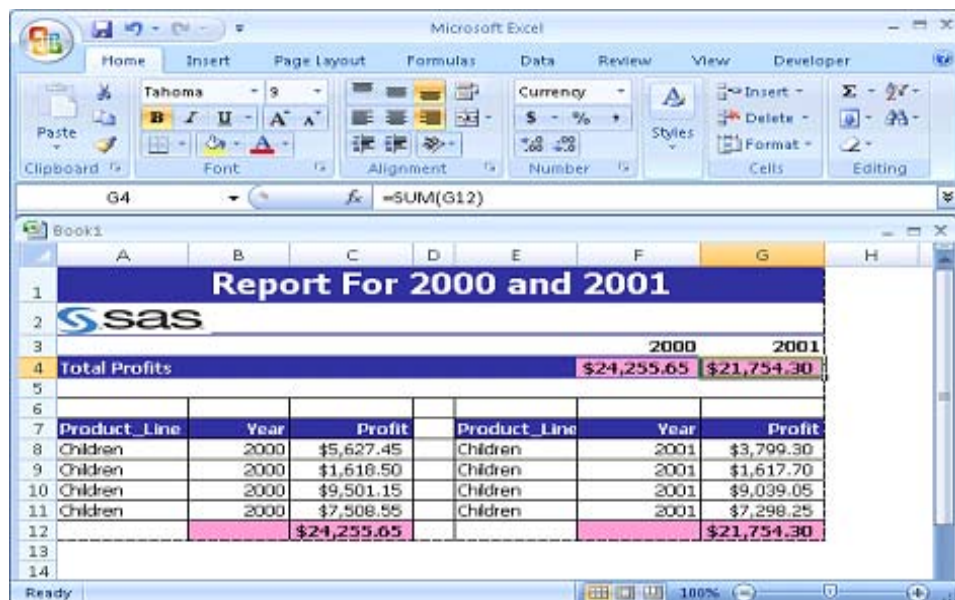 Microsoft Excel
Home Insert Page Layout Formulas Data Review View Developer
Paste
Clipboard
Tahoma 9
B I U A A
A
Font
Alignment
Currency
$ % ,
Number
Styles
Insert
Delete
Format
Cells
Σ
Editing
G4 fx =SUM(G12)
Book1
A B C D E F G H
1 Report For 2000 and 2001
2 sas
3 2000 2001
4 Total Profits $24,255.65 $21,754.30
5
6
7 Product_Line Year Profit Product_Line Year Profit
8 Children 2000 $5,627.45 Children 2001 $3,799.30
9 Children 2000 $1,618.50 Children 2001 $1,617.70
10 Children 2000 $9,501.15 Children 2001 $9,039.05
11 Children 2000 $7,508.55 Children 2001 $7,298.25
12 $24,255.65 $21,754.30
13
14
Ready 100%